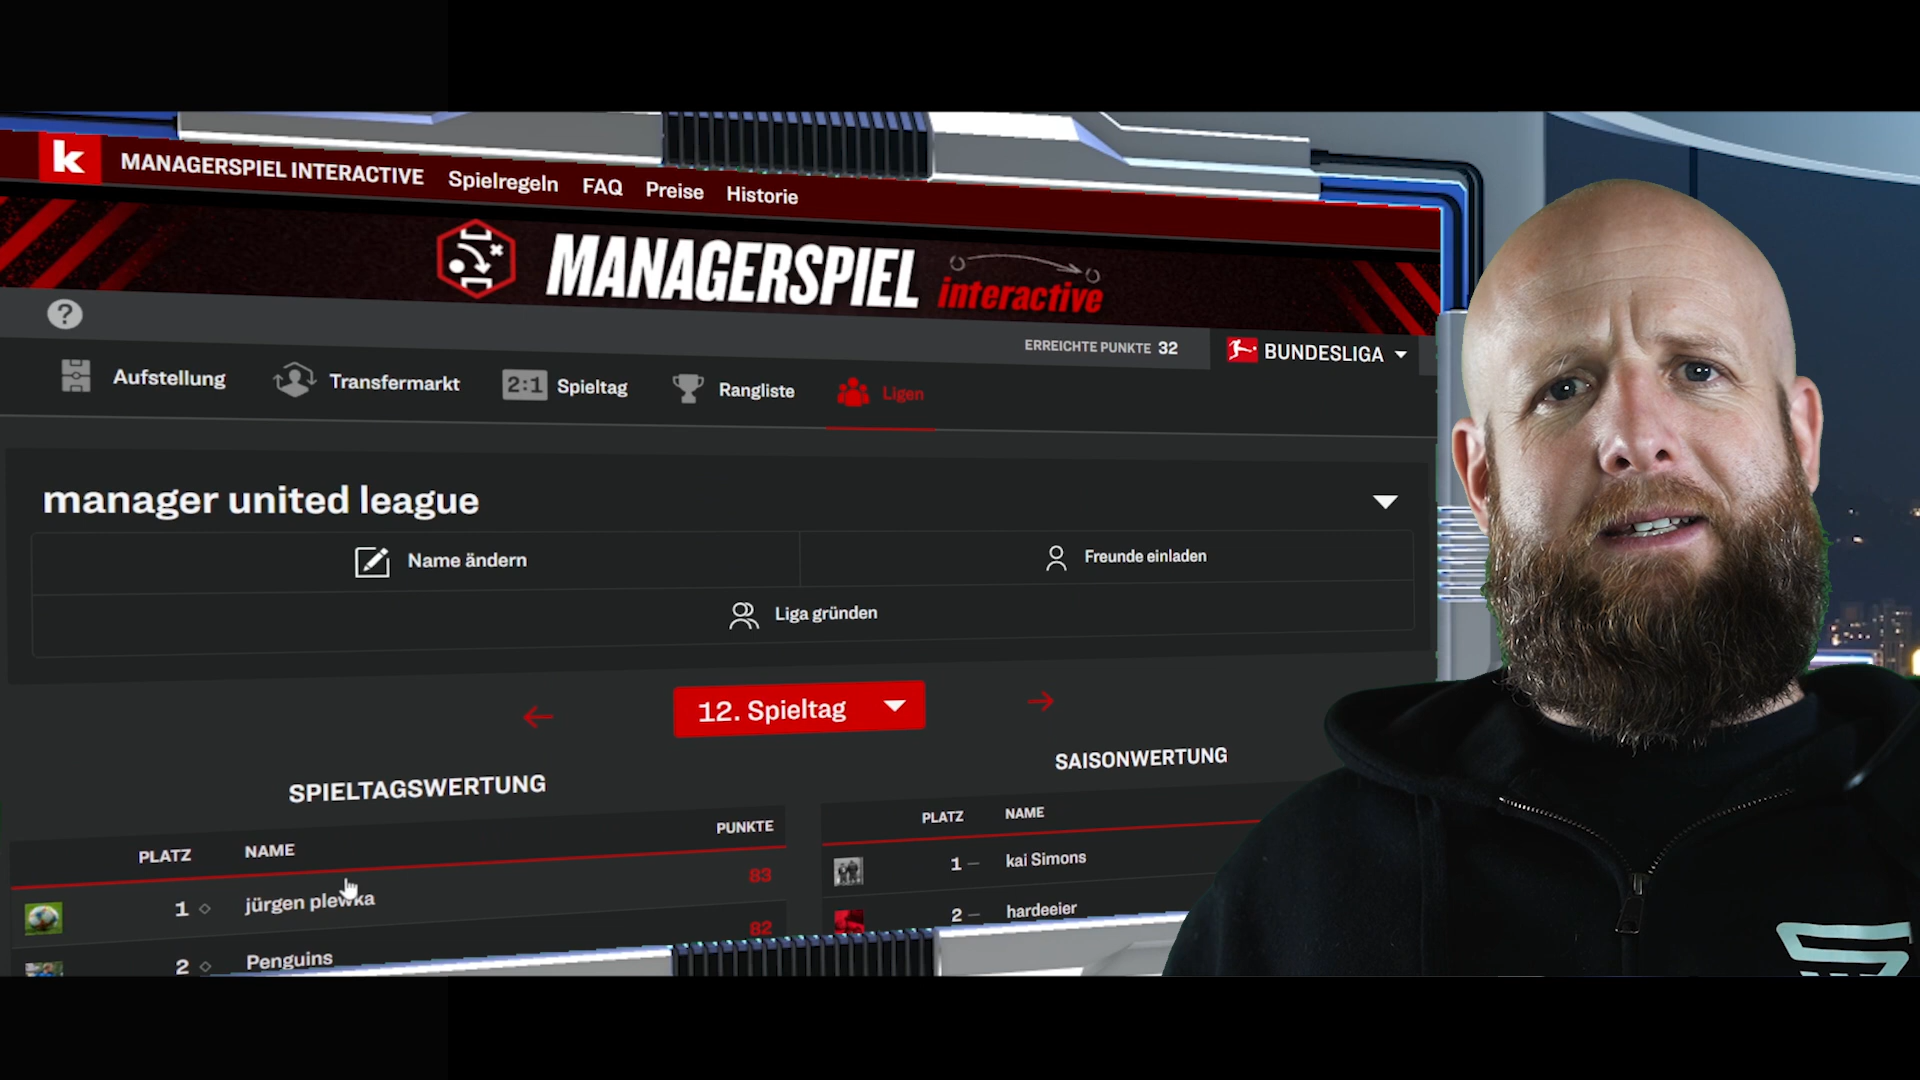 k MANAGERSPIEL INTERACTIVE Spielregeln FAQ Preise Historie
MANAGERSPIEL interactive
?
ERREICHTE PUNKTE 32 BUNDESLIGA
Aufstellung Transfermarkt 2:1 Spieltag Rangliste Ligen
manager united league
Name ändern Freunde einladen
Liga gründen
12. Spieltag
SPIELTAGSWERTUNG
PLATZ NAME PUNKTE
1 jürgen plewka 83
2 Penguins 82
SAISONWERTUNG
PLATZ NAME
1 kai Simons
2 hardeeier